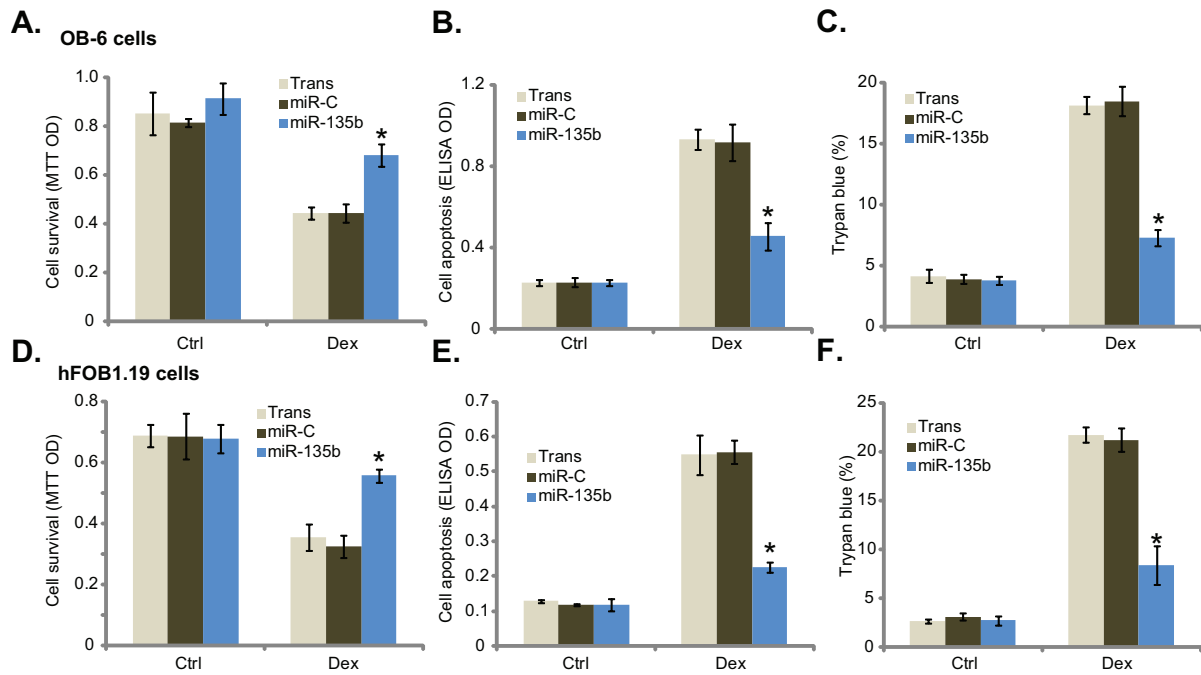 A.
OB-6 cells
Cell survival (MTT OD)
1.0
0.8
0.6
0.4
0.2
0
Trans
miR-C
miR-135b
*
Ctrl
Dex
B.
Cell apoptosis (ELISA OD)
1.2
0.8
0.4
0
Trans
miR-C
miR-135b
*
Ctrl
Dex
C.
Trypan blue (%)
20
15
10
5
0
Trans
miR-C
miR-135b
*
Ctrl
Dex
D.
hFOB1.19 cells
Cell survival (MTT OD)
0.8
0.6
0.4
0.2
0
Trans
miR-C
miR-135b
*
Ctrl
Dex
E.
Cell apoptosis (ELISA OD)
0.7
0.6
0.5
0.4
0.3
0.2
0.1
0
Trans
miR-C
miR-135b
*
Ctrl
Dex
F.
Trypan blue (%)
25
20
15
10
5
0
Trans
miR-C
miR-135b
*
Ctrl
Dex